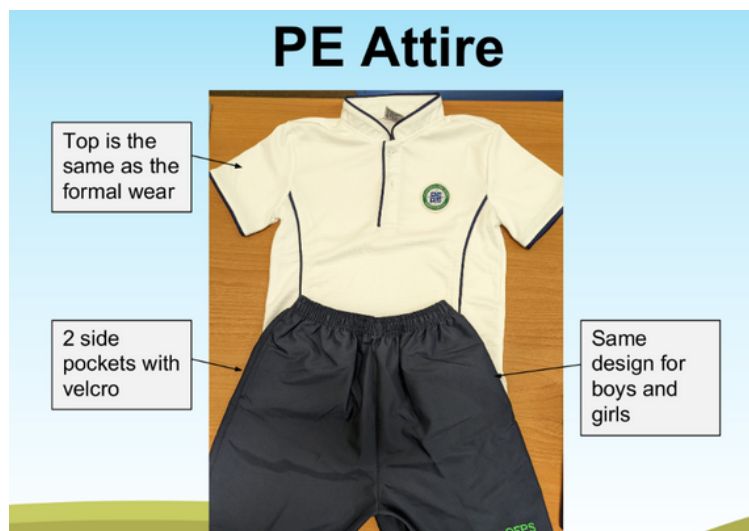 PE Attire
Top is the
same as the
formal wear
2 side
pockets with
velcro
Same
design for
boys and
girls